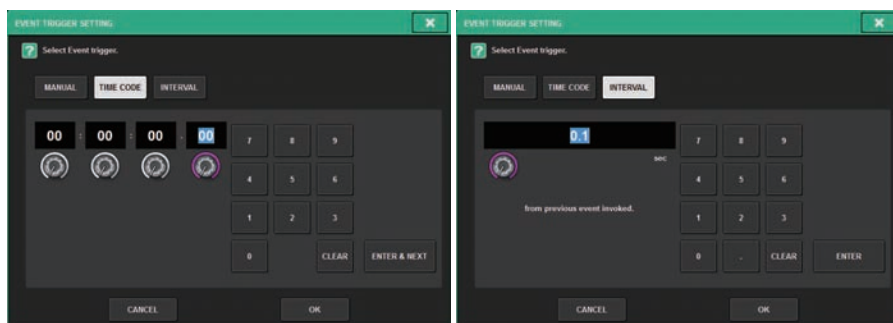 EVENT TRIGGER SETTING
Select Event trigger.
MANUAL TIME CODE INTERVAL
00 : 00 : 00 . 00
7 8 9
4 5 6
1 2 3
0 CLEAR ENTER & NEXT
CANCEL OK
EVENT TRIGGER SETTING
Select Event trigger.
MANUAL TIME CODE INTERVAL
0.1
sec
7 8 9
4 5 6
from previous event invoked.
1 2 3
0 . CLEAR ENTER
CANCEL OK